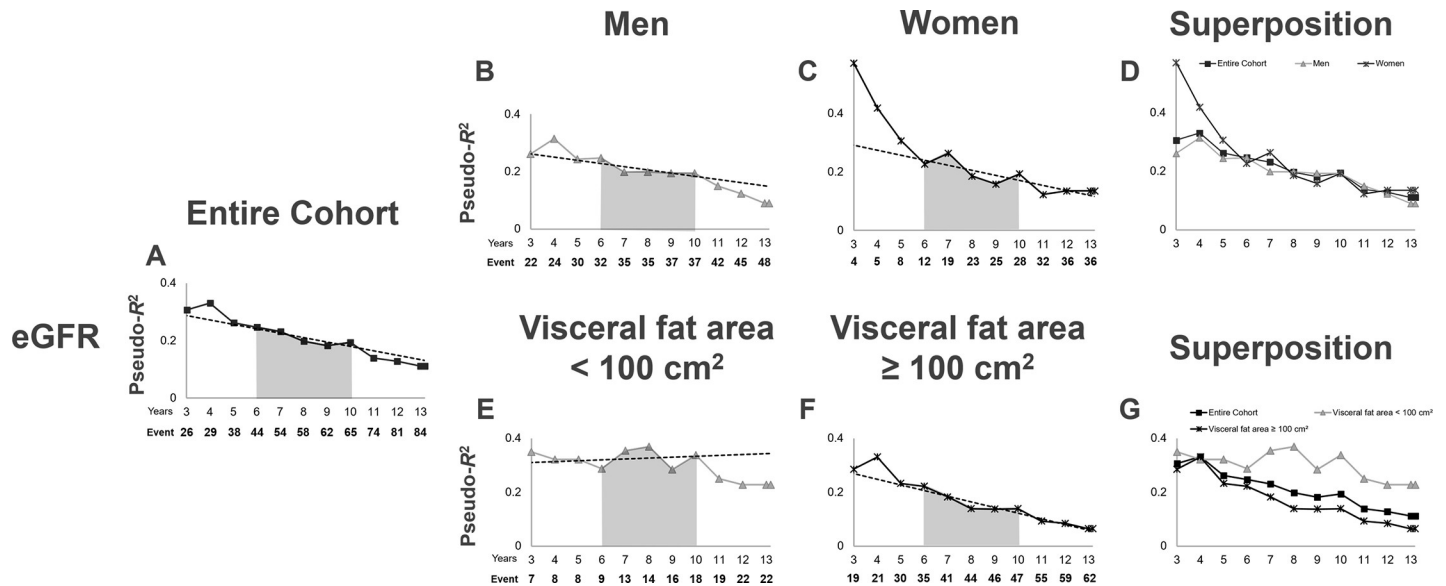 Men
Women
Superposition
B
Pseudo-R²
0.4
0.2
0
Years
3 4 5 6 7 8 9 10 11 12 13
Event
22 24 30 32 35 35 37 37 42 45 48
C
0.4
0.2
0
3 4 5 6 7 8 9 10 11 12 13
4 5 8 12 19 23 25 28 32 36 36
D
Entire Cohort Men Women
0.4
0.2
0
3 4 5 6 7 8 9 10 11 12 13
Entire Cohort
eGFR
A
Pseudo-R²
0.4
0.2
0
Years
3 4 5 6 7 8 9 10 11 12 13
Event
26 29 38 44 54 58 62 65 74 81 84
Visceral fat area
< 100 cm²
Visceral fat area
≥ 100 cm²
Superposition
E
Pseudo-R²
0.4
0.2
0
Years
3 4 5 6 7 8 9 10 11 12 13
Event
7 8 8 9 13 14 16 18 19 22 22
F
0.4
0.2
0
3 4 5 6 7 8 9 10 11 12 13
19 21 30 35 41 44 46 47 55 59 62
G
Entire Cohort Visceral fat area < 100 cm²
Visceral fat area ≥ 100 cm²
0.4
0.2
0
3 4 5 6 7 8 9 10 11 12 13